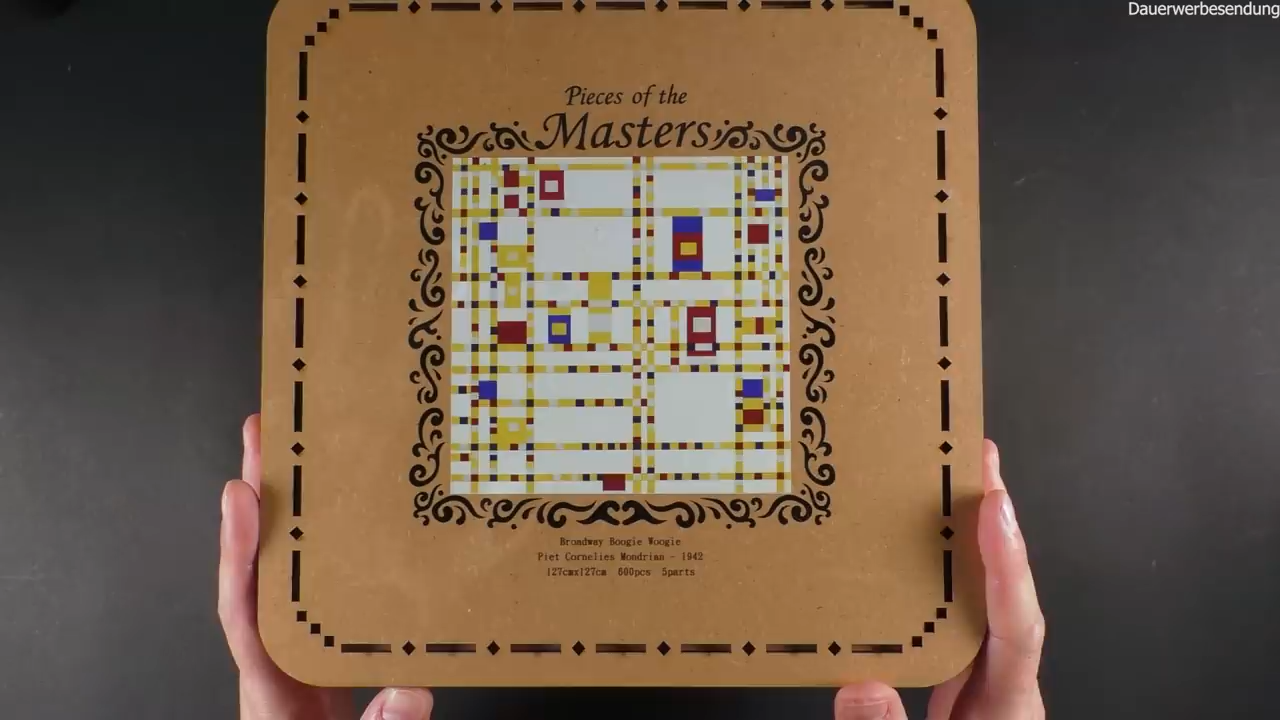 Dauerwerbesendung
Pieces of the
Masters
Broadway Boogie Woogie
Piet Cornelies Mondrian - 1942
127cmx127cm 600pcs 5parts